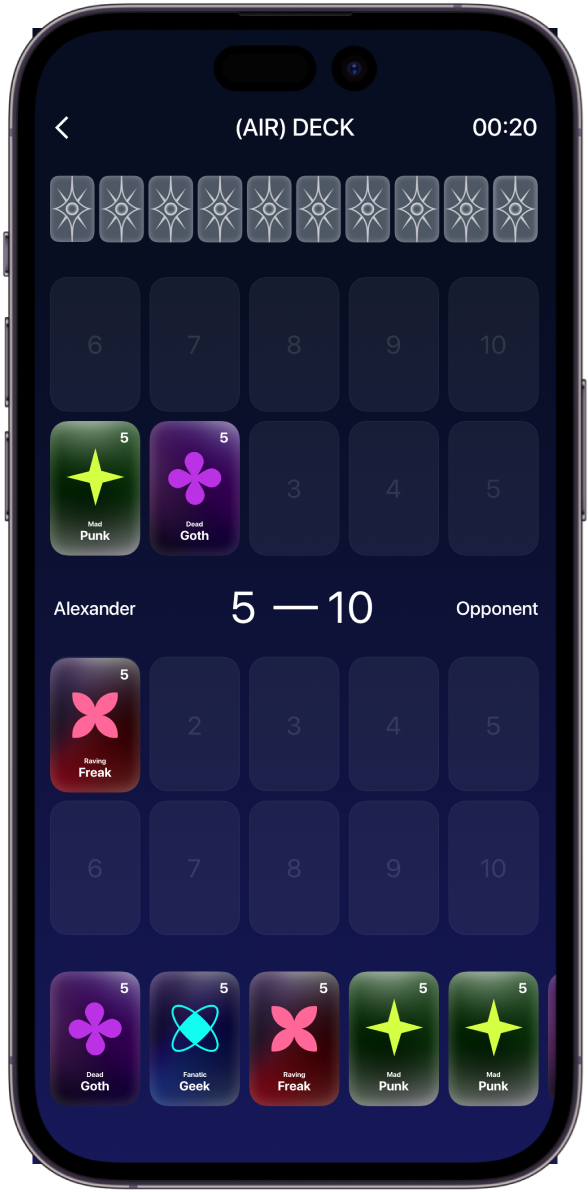 (AIR) DECK 00:20
6 7 8 9 10
5 5
Mad Dead
Punk Goth
3 4 5
Alexander 5 — 10 Opponent
5
Raving
Freak
2 3 4 5
6 7 8 9 10
5 5 5 5 5
Dead Fanatic Raving Mad Mad
Goth Geek Freak Punk Punk